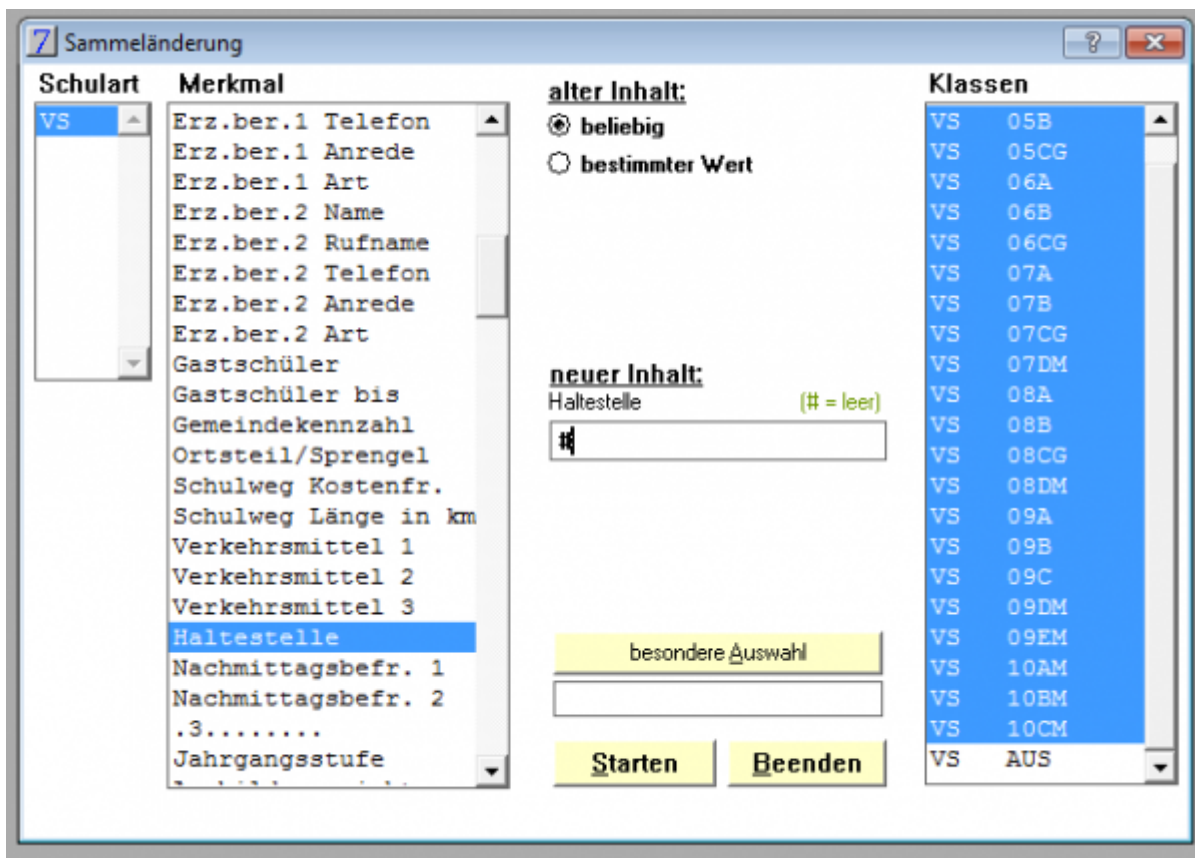 7 Sammeländerung ?
Schulart
VS
Merkmal
Erz.ber.1 Telefon
Erz.ber.1 Anrede
Erz.ber.1 Art
Erz.ber.2 Name
Erz.ber.2 Rufname
Erz.ber.2 Telefon
Erz.ber.2 Anrede
Erz.ber.2 Art
Gastschüler
Gastschüler bis
Gemeindekennzahl
Ortsteil/Sprengel
Schulweg Kostenfr.
Schulweg Länge in km
Verkehrsmittel 1
Verkehrsmittel 2
Verkehrsmittel 3
Haltestelle
Nachmittagsbefr. 1
Nachmittagsbefr. 2
.3........
Jahrgangsstufe
alter Inhalt:
beliebig
bestimmter Wert
neuer Inhalt:
Haltestelle (# = leer)
#
besondere Auswahl
Starten Beenden
Klassen
VS 05B
VS 05CG
VS 06A
VS 06B
VS 06CG
VS 07A
VS 07B
VS 07CG
VS 07DM
VS 08A
VS 08B
VS 08CG
VS 08DM
VS 09A
VS 09B
VS 09C
VS 09DM
VS 09EM
VS 10AM
VS 10BM
VS 10CM
VS AUS